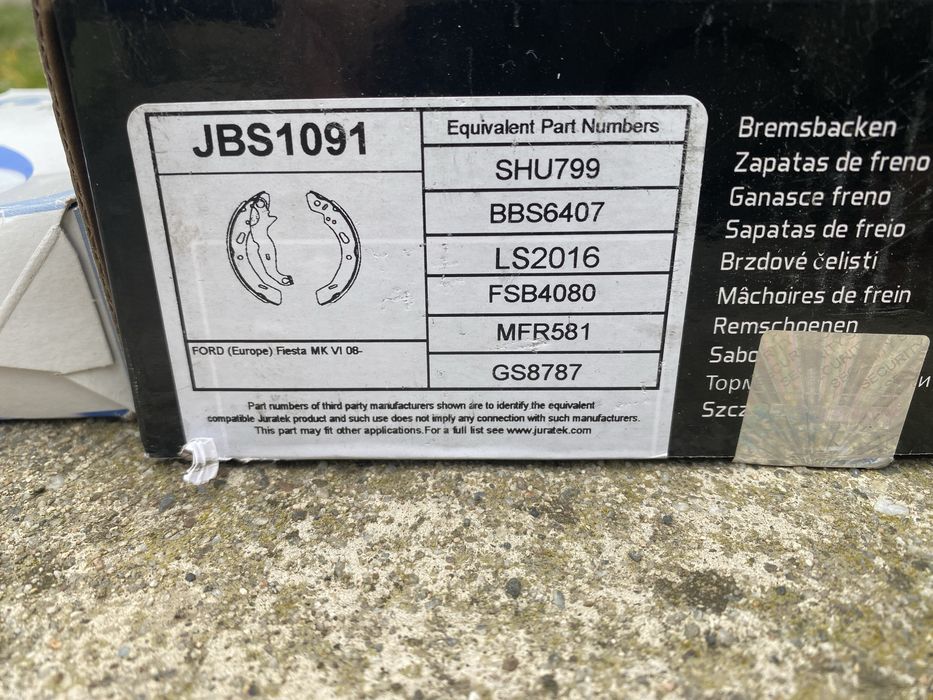 JBS1091
FORD (Europe) Fiesta MK VI 08-
Equivalent Part Numbers
SHU799
BBS6407
LS2016
FSB4080
MFR581
GS8787
Part numbers of third party manufacturers shown are to identify the equivalent
compatible Juratek product and such use does not imply any connection with such manufacturers.
This part may fit other applications.For a full list see www.juratek.com
Bremsbacken
Zapatas de freno
Ganasce freno
Sapatas de freio
Brzdové čelisti
Mâchoires de frein
Remschoenen